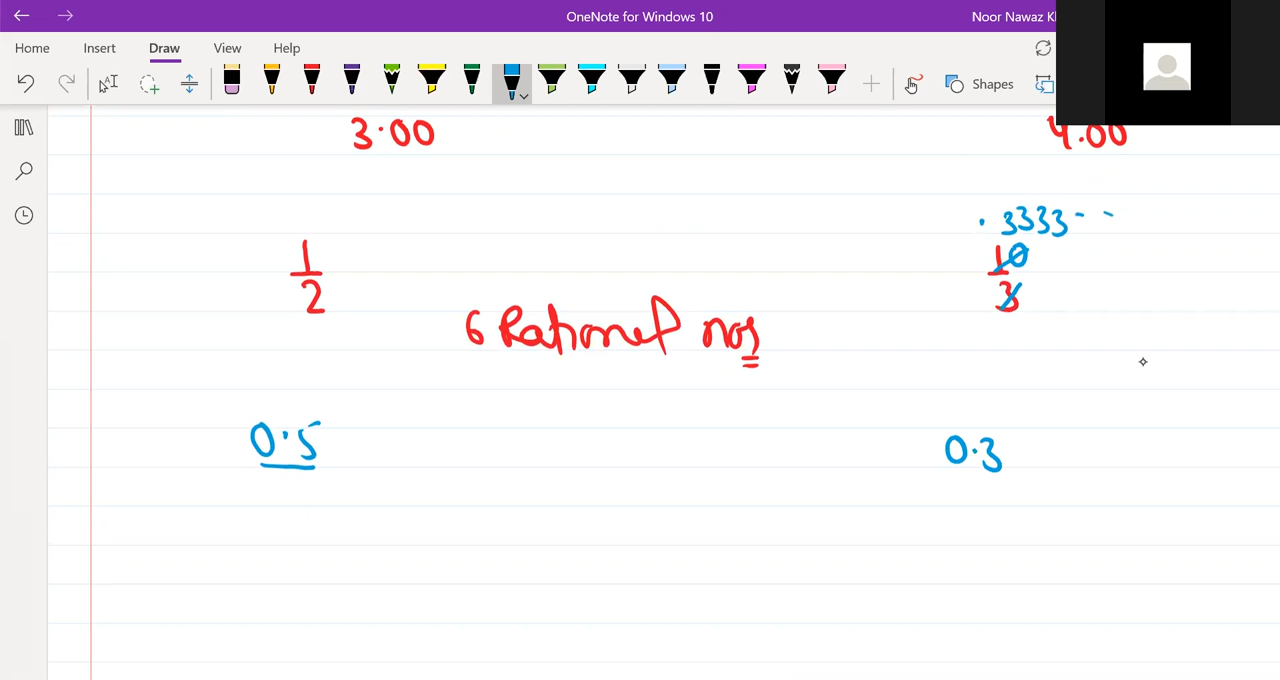 OneNote for Windows 10
Noor Nawaz Kh
Home Insert Draw View Help
Shapes
3.00
4.00
.3333--
1/2
10/3
6 Rational nos
0.5
0.3